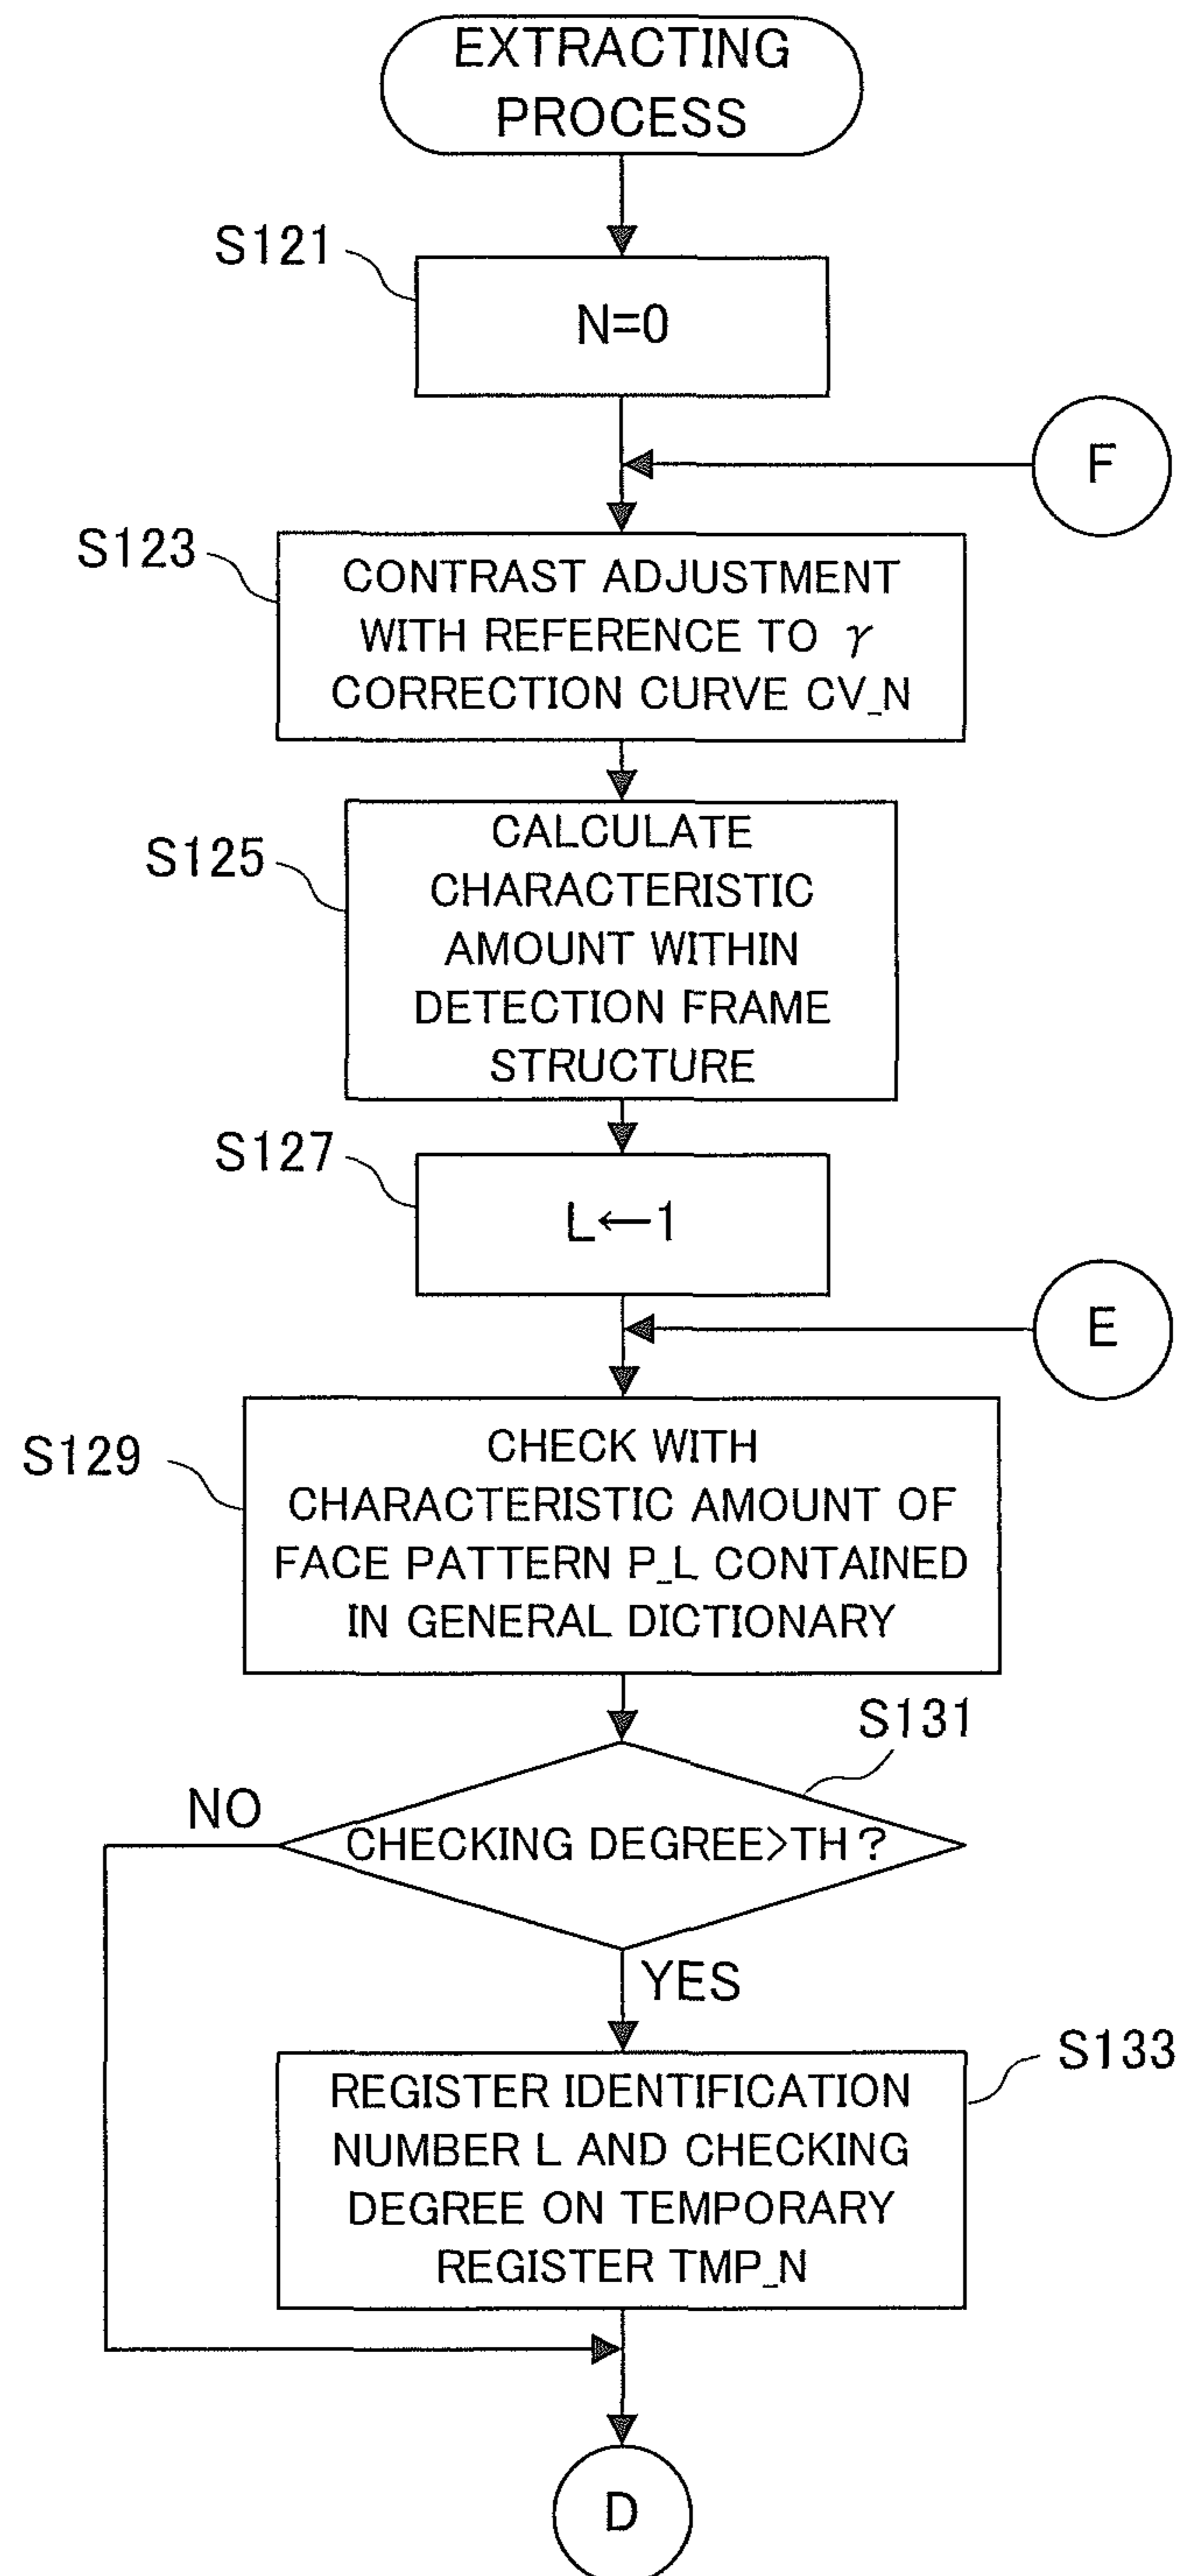 EXTRACTING
PROCESS
S121
N=0
F
S123
CONTRAST ADJUSTMENT
WITH REFERENCE TO γ
CORRECTION CURVE CV_N
S125
CALCULATE
CHARACTERISTIC
AMOUNT WITHIN
DETECTION FRAME
STRUCTURE
S127
L←1
E
S129
CHECK WITH
CHARACTERISTIC AMOUNT OF
FACE PATTERN P_L CONTAINED
IN GENERAL DICTIONARY
S131
NO
CHECKING DEGREE>TH?
YES
S133
REGISTER IDENTIFICATION
NUMBER L AND CHECKING
DEGREE ON TEMPORARY
REGISTER TMP_N
D